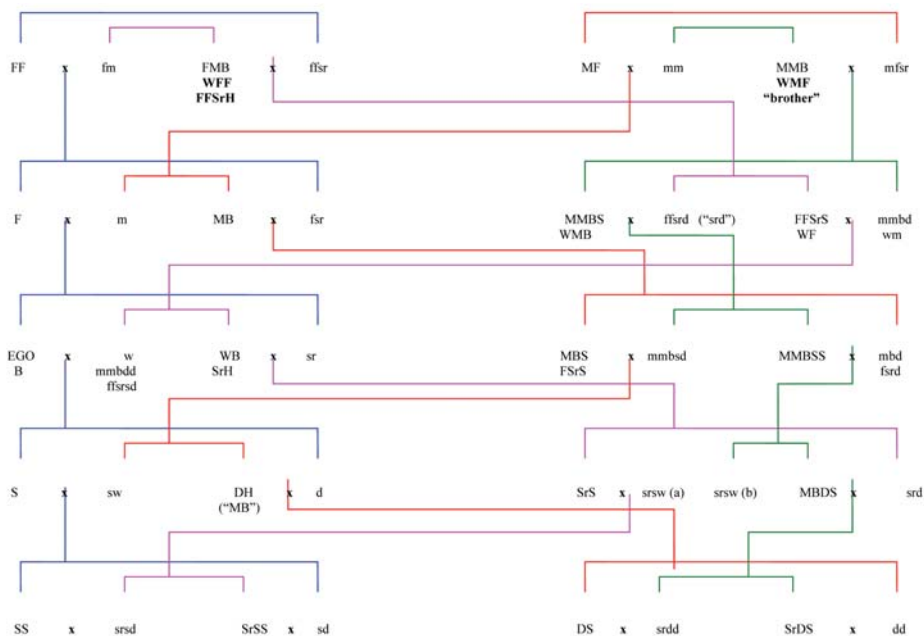 FF x fm FMB x ffsr MF x mm MMB x mfsr
WFF WMF
FFSrH “brother”
F x m MB x fsr MMBS x ffsrd (“srd”) FFSrS x mmbd
WMB WF wm
EGO x w WB x sr MBS x mmbsd MMBSS x mbd
B mmbdd SrH FSrS fsrd
ffsrsd
S x sw DH x d SrS x srsw (a) srsw (b) MBDS x srd
(“MB”)
SS x srsd SrSS x sd DS x srdd SrDS x dd